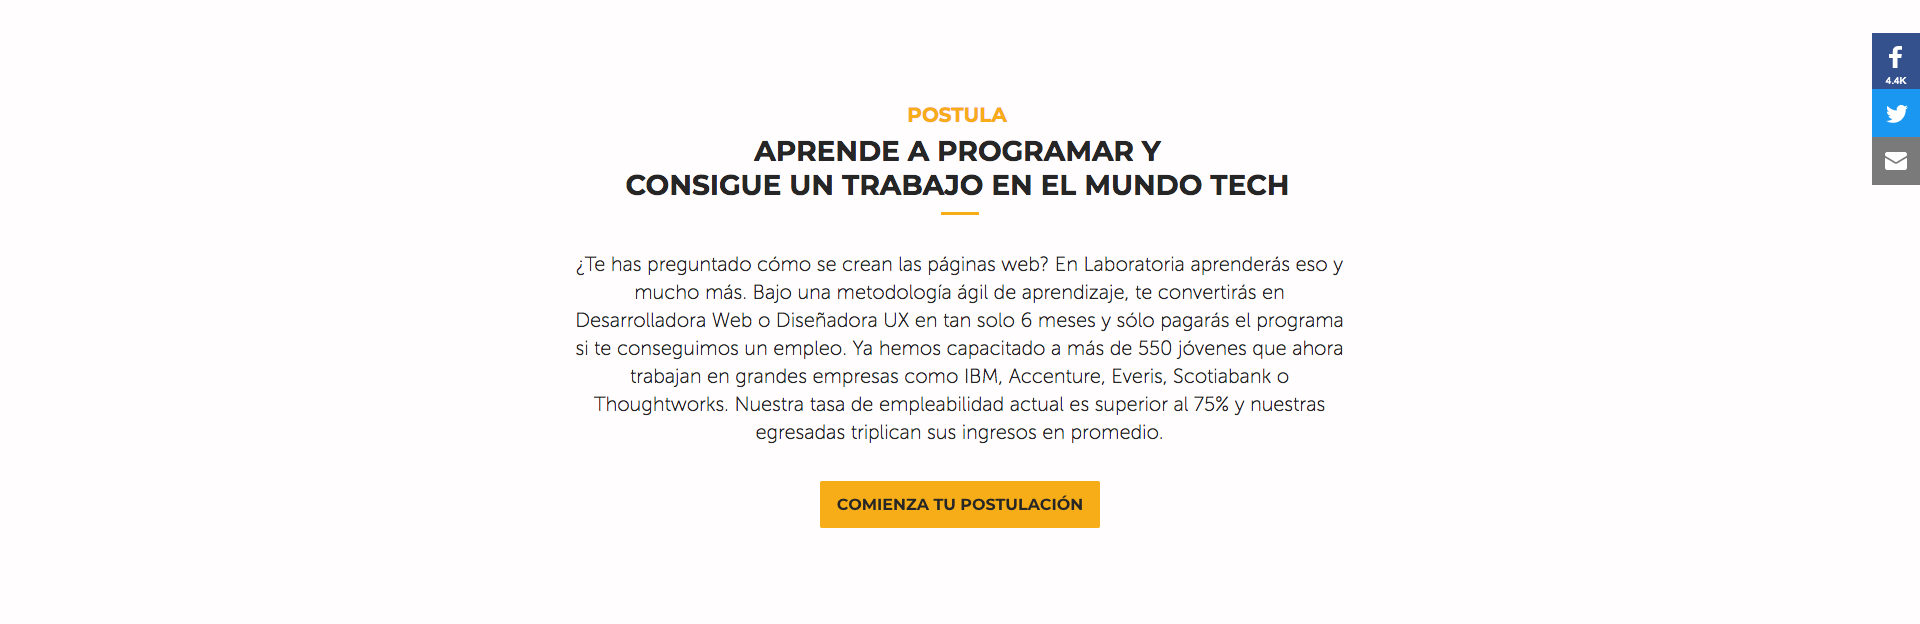 POSTULA
APRENDE A PROGRAMAR Y
CONSIGUE UN TRABAJO EN EL MUNDO TECH
¿Te has preguntado cómo se crean las páginas web? En Laboratoria aprenderás eso y
mucho más. Bajo una metodología ágil de aprendizaje, te convertirás en
Desarrolladora Web o Diseñadora UX en tan solo 6 meses y sólo pagarás el programa
si te conseguimos un empleo. Ya hemos capacitado a más de 550 jóvenes que ahora
trabajan en grandes empresas como IBM, Accenture, Everis, Scotiabank o
Thoughtworks. Nuestra tasa de empleabilidad actual es superior al 75% y nuestras
egresadas triplican sus ingresos en promedio.
COMIENZA TU POSTULACIÓN
4.4K